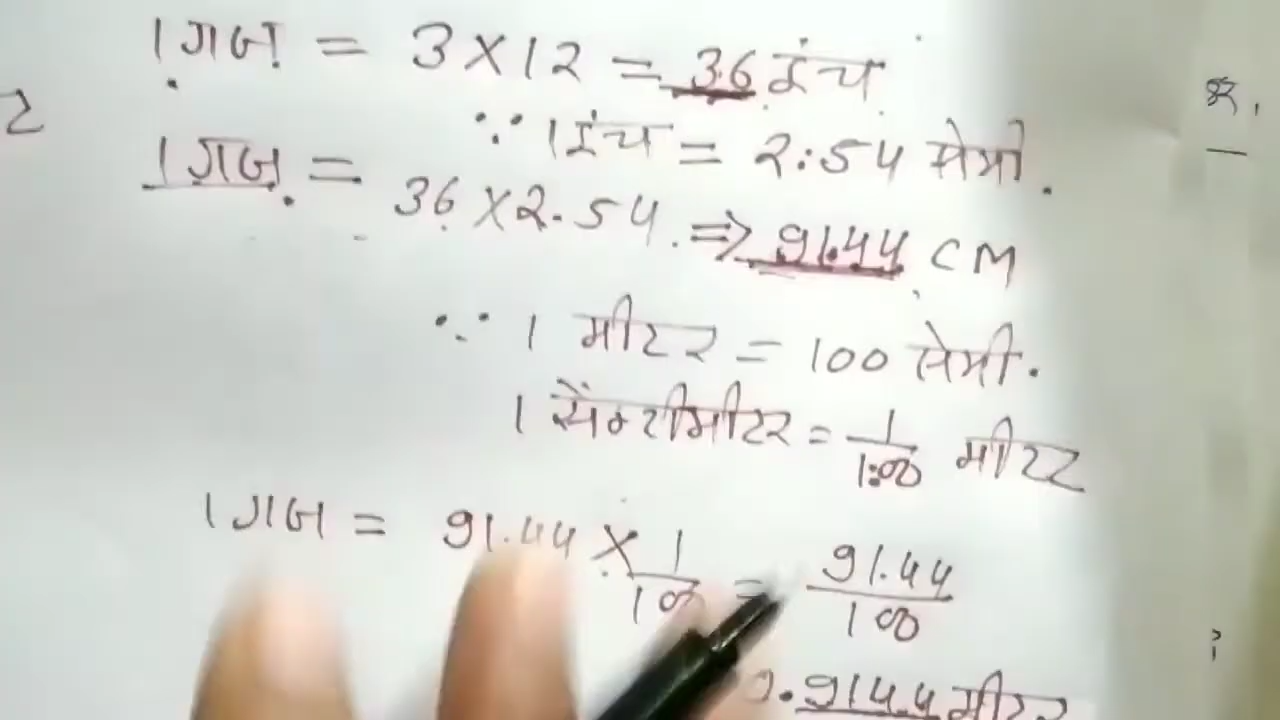 1 गज = 3 X 12 = 36 इंच
2
∵ 1 इंच = 2.54 सेमी.
1 गज = 36 X 2.54 ⇒ 91.44 CM
∵ 1 मीटर = 100 सेमी.
1 सेंन्टीमीटर = 1/100 मीटर
1 गज = 91.44 X 1/100 = 91.44/100
0.9144 मीटर